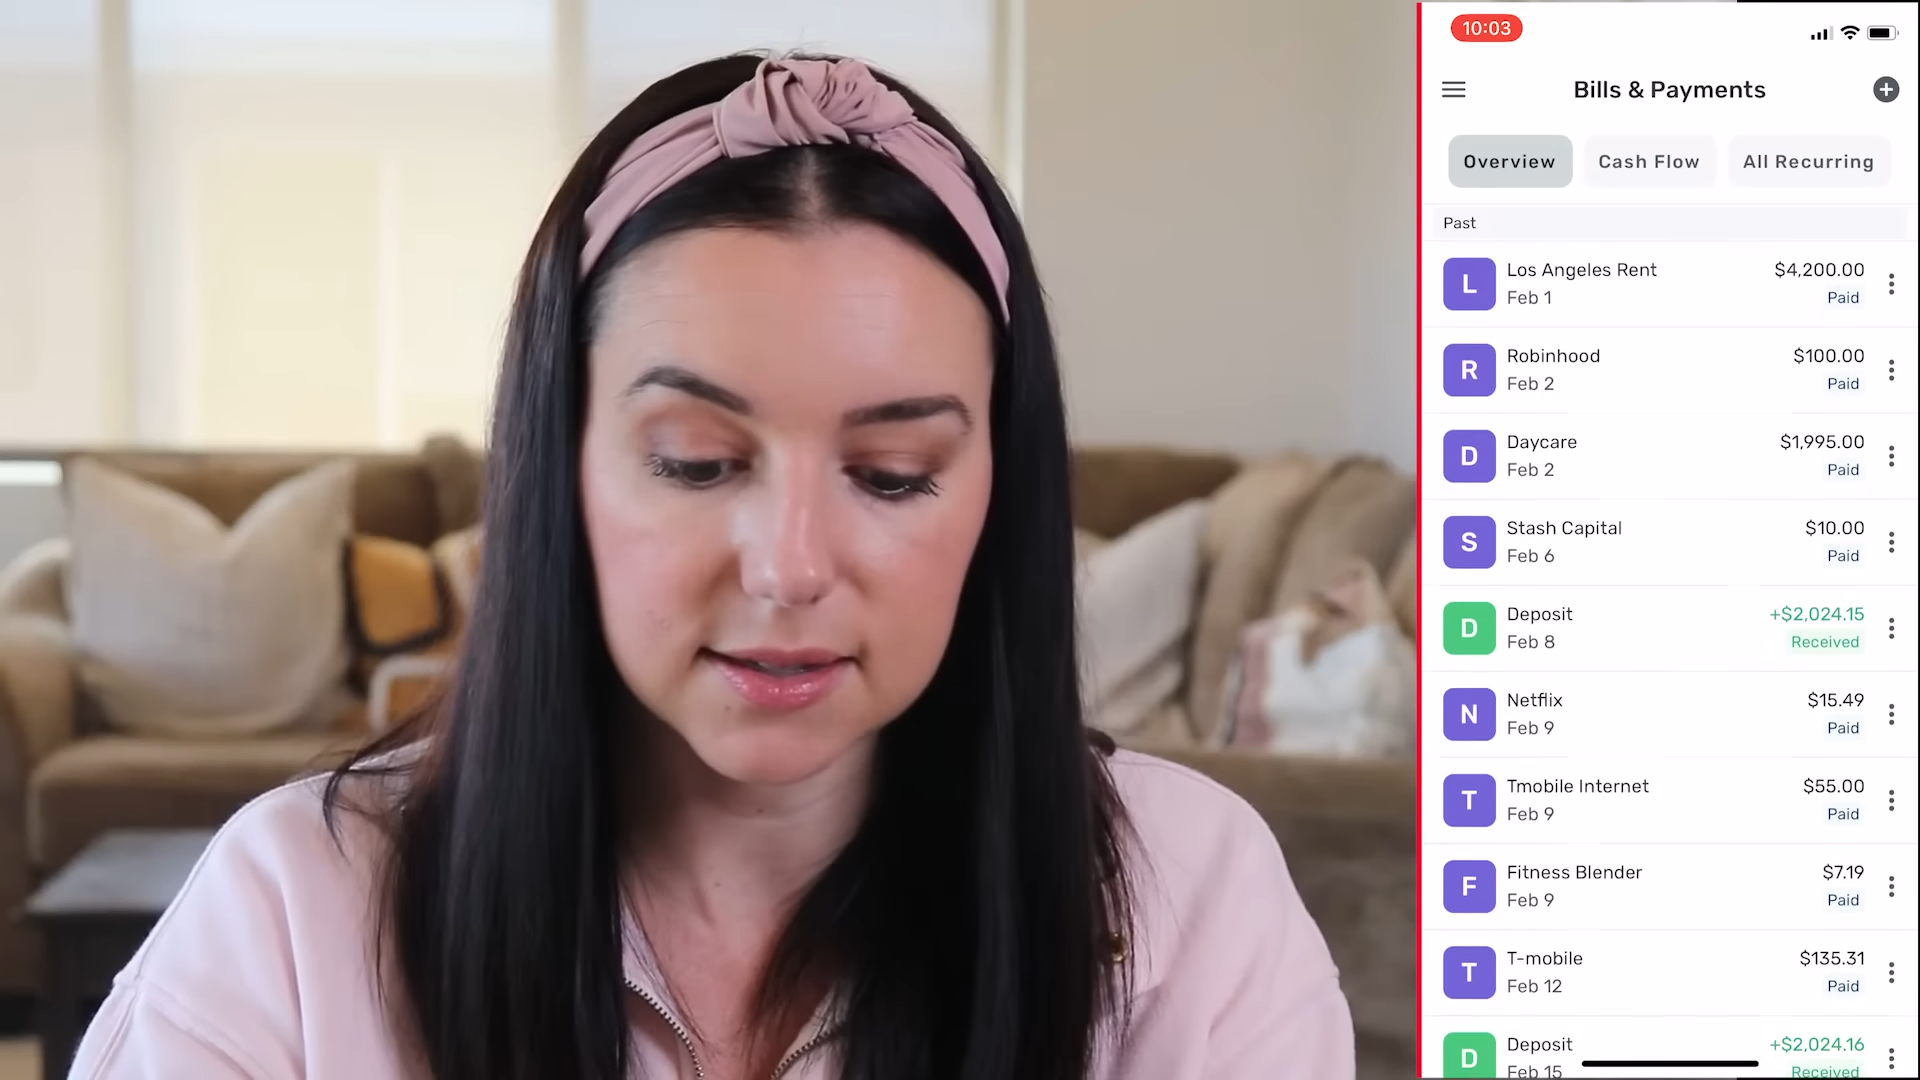 10:03
Bills & Payments
Overview Cash Flow All Recurring
Past
L Los Angeles Rent $4,200.00
Feb 1 Paid
R Robinhood $100.00
Feb 2 Paid
D Daycare $1,995.00
Feb 2 Paid
S Stash Capital $10.00
Feb 6 Paid
D Deposit +$2,024.15
Feb 8 Received
N Netflix $15.49
Feb 9 Paid
T Tmobile Internet $55.00
Feb 9 Paid
F Fitness Blender $7.19
Feb 9 Paid
T T-mobile $135.31
Feb 12 Paid
D Deposit +$2,024.16
Feb 15 Received